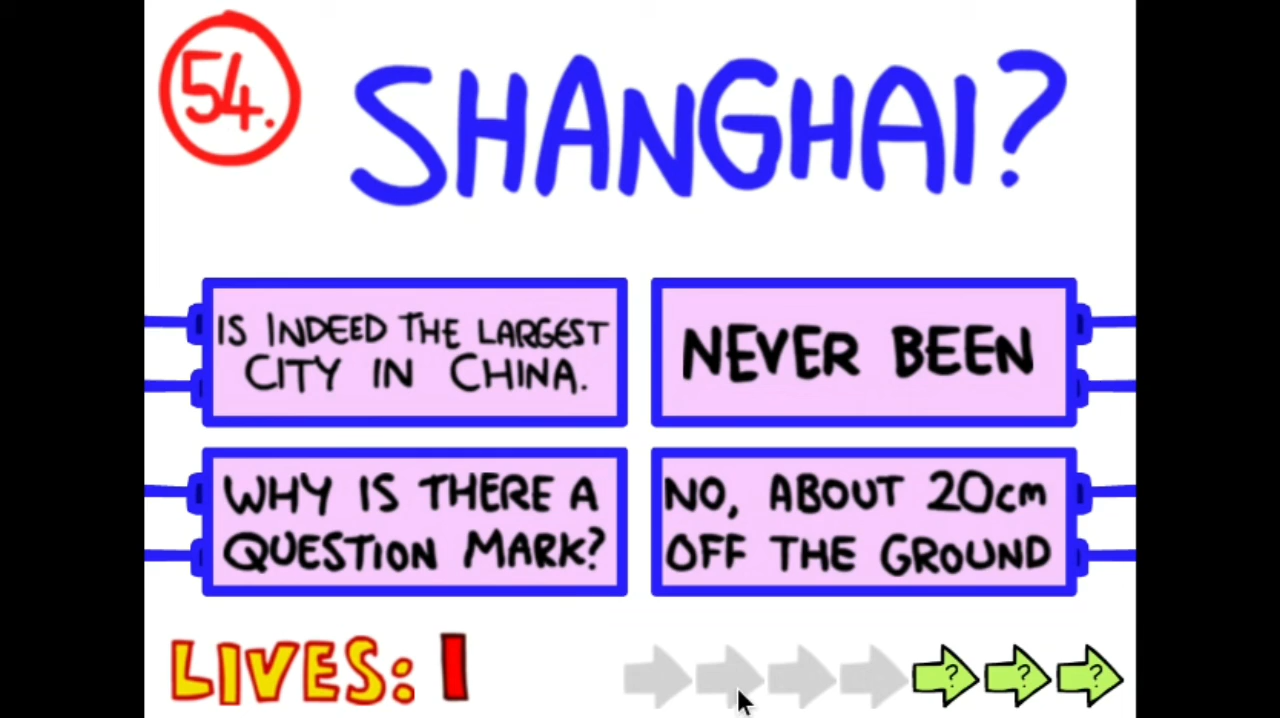 54.
SHANGHAI?
IS INDEED THE LARGEST
CITY IN CHINA.
NEVER BEEN
WHY IS THERE A
QUESTION MARK?
NO, ABOUT 20cm
OFF THE GROUND
LIVES: 1
? ? ?